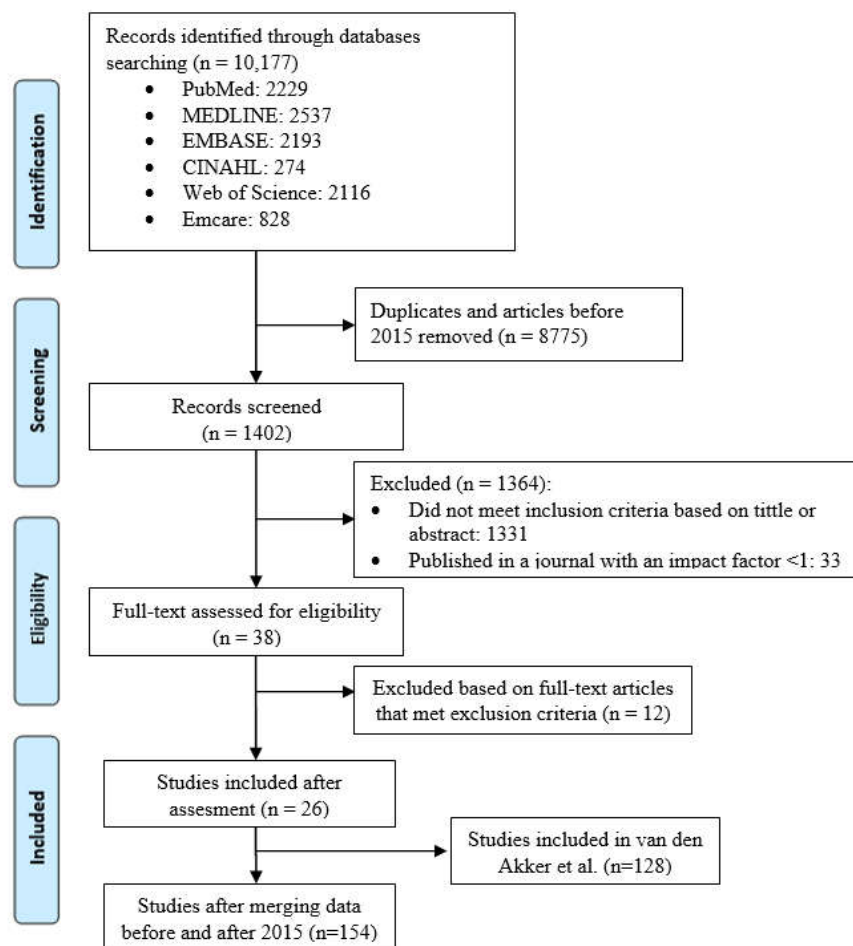 Identification
Records identified through databases
searching (n = 10,177)
• PubMed: 2229
• MEDLINE: 2537
• EMBASE: 2193
• CINAHL: 274
• Web of Science: 2116
• Emcare: 828
Screening
Duplicates and articles before
2015 removed (n = 8775)
Records screened
(n = 1402)
Excluded (n = 1364):
• Did not meet inclusion criteria based on tittle or
abstract: 1331
• Published in a journal with an impact factor <1: 33
Eligibility
Full-text assessed for eligibility
(n = 38)
Excluded based on full-text articles
that met exclusion criteria (n = 12)
Included
Studies included after
assesment (n = 26)
Studies included in van den
Akker et al. (n=128)
Studies after merging data
before and after 2015 (n=154)